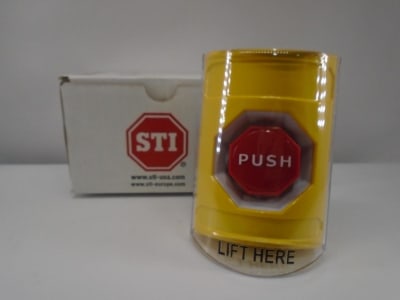 STI
®
www.sti-usa.com
www.sti-europe.com
PUSH
LIFT HERE